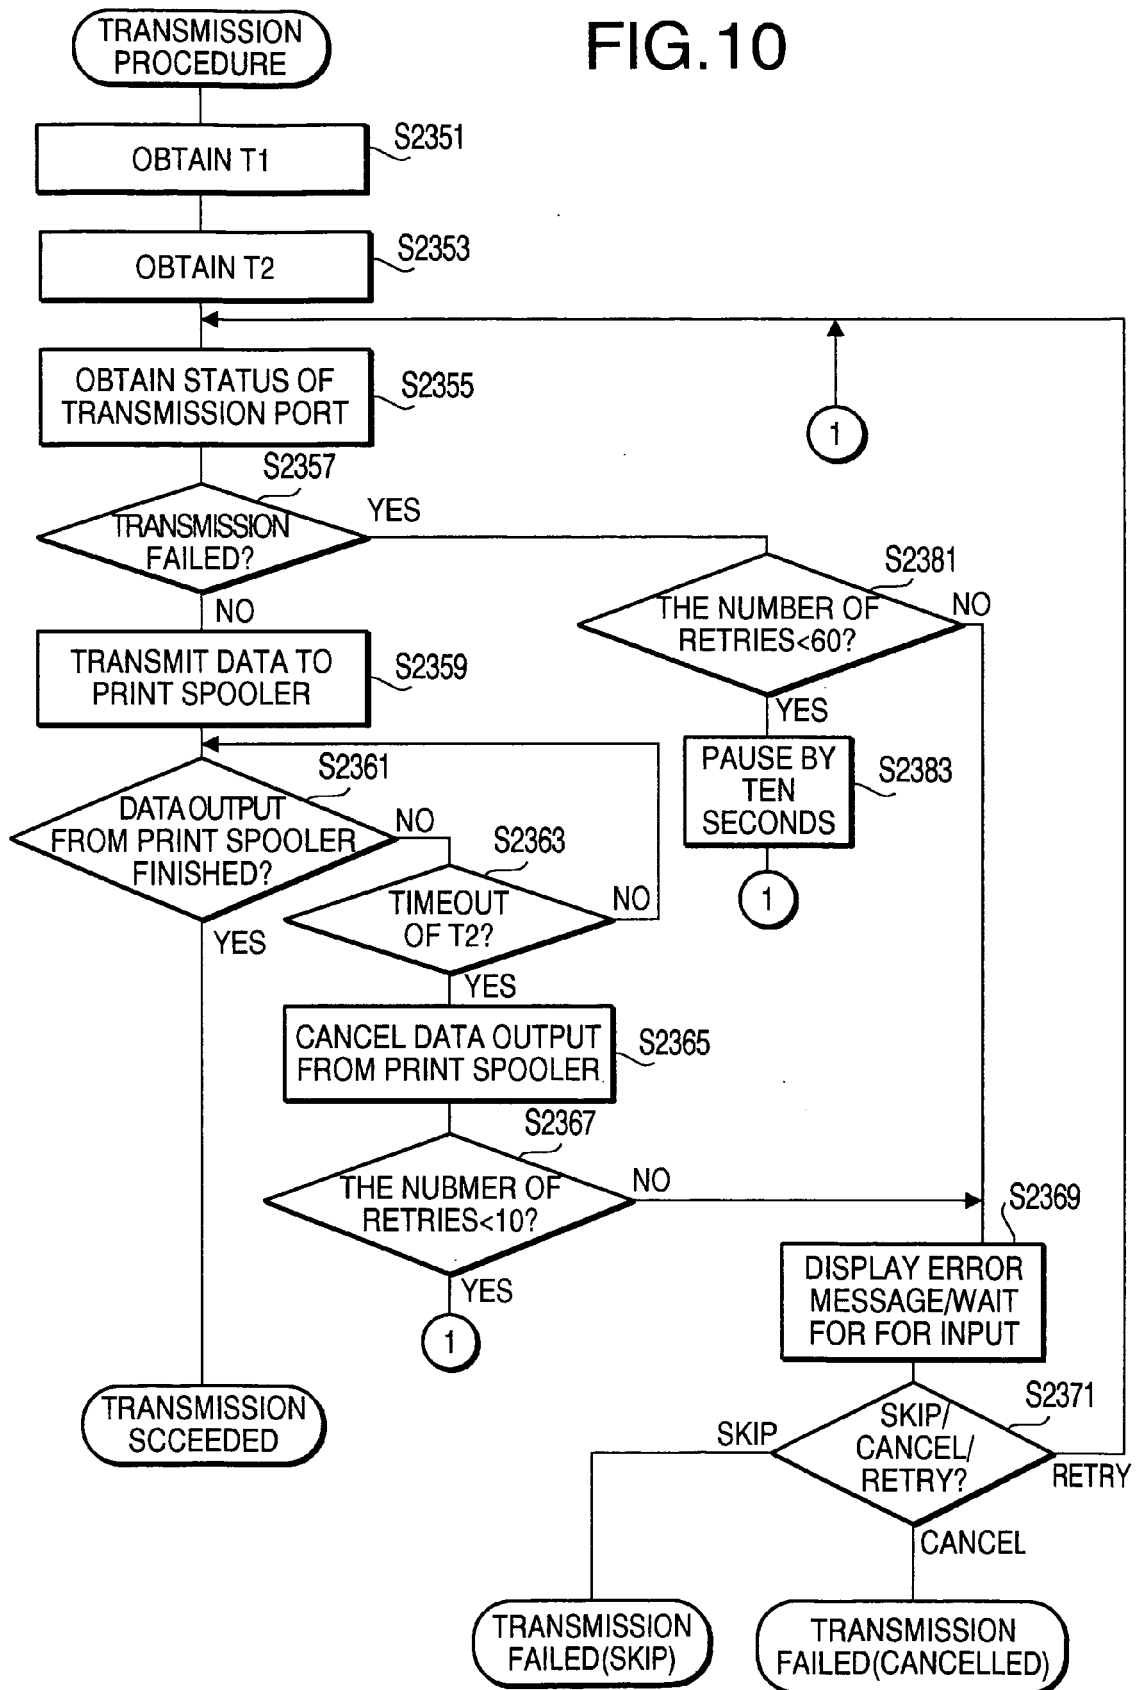 TRANSMISSION
PROCEDURE
FIG.10
S2351
OBTAIN T1
S2353
OBTAIN T2
OBTAIN STATUS OF
TRANSMISSION PORT
S2355
1
S2357
TRANSMISSION
FAILED?
YES
NO
S2381
THE NUMBER OF
RETRIES<60?
NO
YES
TRANSMIT DATA TO
PRINT SPOOLER
S2359
PAUSE BY
TEN
SECONDS
S2383
1
S2361
DATA OUTPUT
FROM PRINT SPOOLER
FINISHED?
NO
YES
S2363
TIMEOUT
OF T2?
NO
YES
CANCEL DATA OUTPUT
FROM PRINT SPOOLER
S2365
S2367
THE NUBMER OF
RETRIES<10?
NO
YES
1
S2369
DISPLAY ERROR
MESSAGE/WAIT
FOR FOR INPUT
TRANSMISSION
SCCEEDED
S2371
SKIP/
CANCEL/
RETRY?
SKIP
RETRY
CANCEL
TRANSMISSION
FAILED(SKIP)
TRANSMISSION
FAILED(CANCELLED)